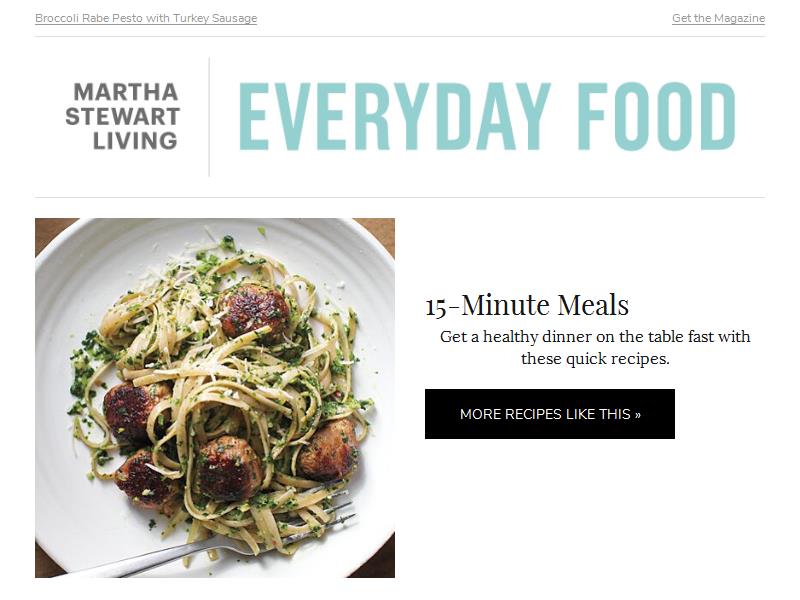 Broccoli Rabe Pesto with Turkey Sausage
Get the Magazine
MARTHA
STEWART
LIVING
EVERYDAY FOOD
15-Minute Meals
Get a healthy dinner on the table fast with
these quick recipes.
MORE RECIPES LIKE THIS »